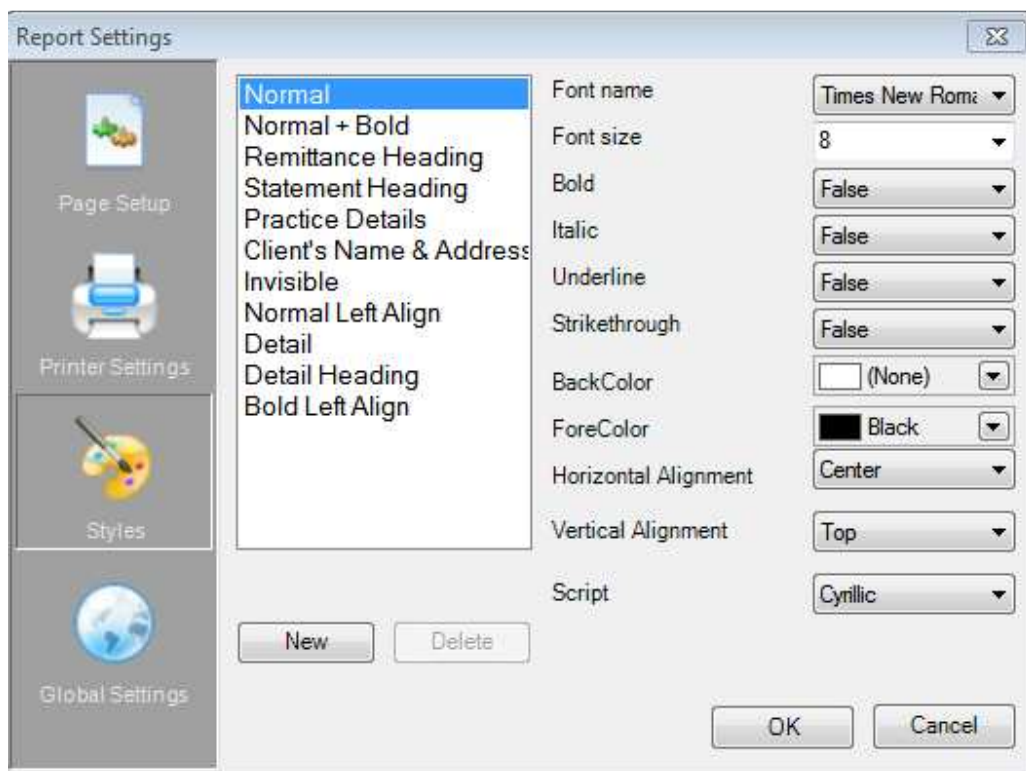 Report Settings
Page Setup
Printer Settings
Styles
Global Settings
Normal
Normal + Bold
Remittance Heading
Statement Heading
Practice Details
Client's Name & Address
Invisible
Normal Left Align
Detail
Detail Heading
Bold Left Align
New
Delete
Font name Times New Roma
Font size 8
Bold False
Italic False
Underline False
Strikethrough False
BackColor (None)
ForeColor Black
Horizontal Alignment Center
Vertical Alignment Top
Script Cyrillic
OK
Cancel